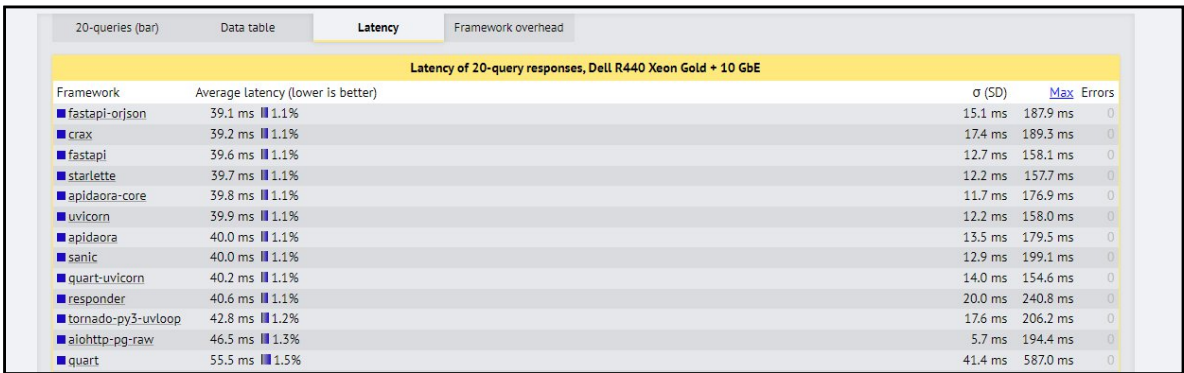 20-queries (bar) Data table Latency Framework overhead
Latency of 20-query responses, Dell R440 Xeon Gold + 10 GbE
Framework Average latency (lower is better) σ (SD) Max Errors
fastapi-orjson 39.1 ms 1.1% 15.1 ms 187.9 ms 0
crax 39.2 ms 1.1% 17.4 ms 189.3 ms 0
fastapi 39.6 ms 1.1% 12.7 ms 158.1 ms 0
starlette 39.7 ms 1.1% 12.2 ms 157.7 ms 0
apidaora-core 39.8 ms 1.1% 11.7 ms 176.9 ms 0
uvicorn 39.9 ms 1.1% 12.2 ms 158.0 ms 0
apidaora 40.0 ms 1.1% 13.5 ms 179.5 ms 0
sanic 40.0 ms 1.1% 12.9 ms 199.1 ms 0
quart-uvicorn 40.2 ms 1.1% 14.0 ms 154.6 ms 0
responder 40.6 ms 1.1% 20.0 ms 240.8 ms 0
tornado-py3-uvloop 42.8 ms 1.2% 17.6 ms 206.2 ms 0
aiohttp-pg-raw 46.5 ms 1.3% 5.7 ms 194.4 ms 0
quart 55.5 ms 1.5% 41.4 ms 587.0 ms 0